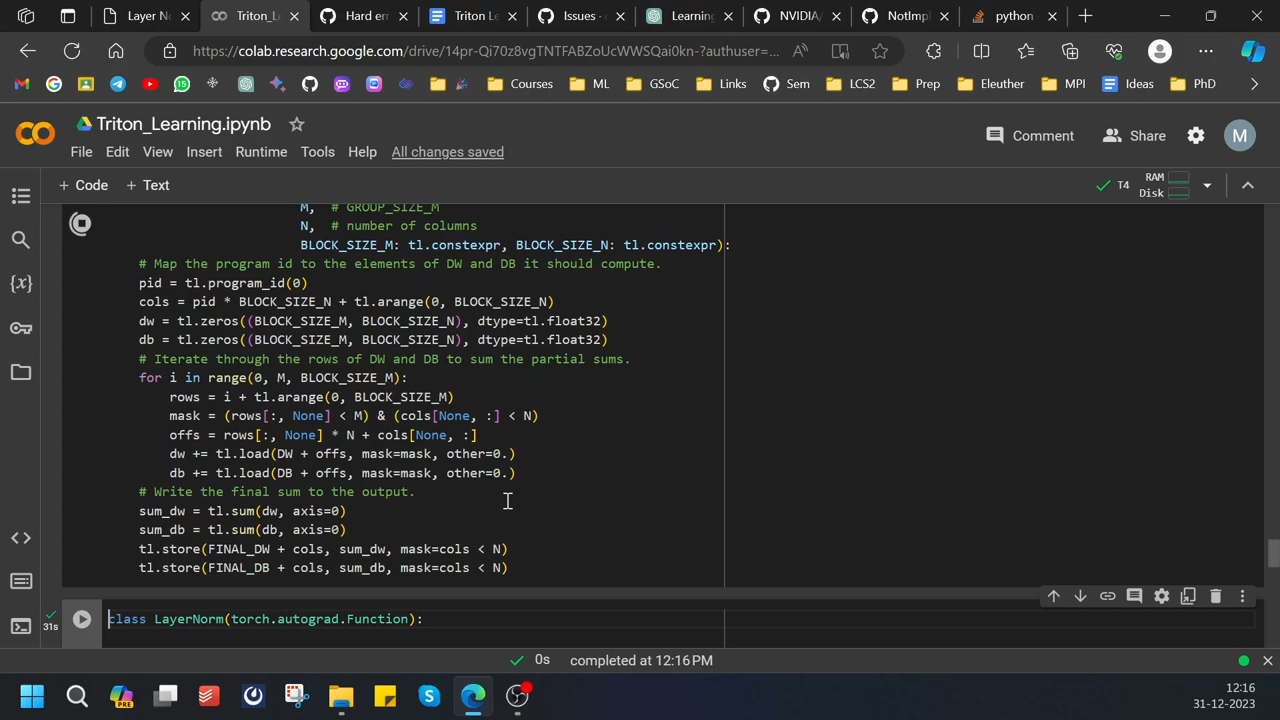 Layer N
Triton_L
Hard err
Triton Le
Issues ·
Learning
NVIDIA/
NotImpl
python
https://colab.research.google.com/drive/14pr-Qi70z8vgTNTFABZoUcWWSQai0kn-?authuser=...
Courses
ML
GSoC
Links
Sem
LCS2
Prep
Eleuther
MPI
Ideas
PhD
Triton_Learning.ipynb
Comment
Share
M
File Edit View Insert Runtime Tools Help All changes saved
+ Code + Text
T4
RAM
Disk
M, # GROUP_SIZE_M
N, # number of columns
BLOCK_SIZE_M: tl.constexpr, BLOCK_SIZE_N: tl.constexpr):
# Map the program id to the elements of DW and DB it should compute.
pid = tl.program_id(0)
cols = pid * BLOCK_SIZE_N + tl.arange(0, BLOCK_SIZE_N)
dw = tl.zeros((BLOCK_SIZE_M, BLOCK_SIZE_N), dtype=tl.float32)
db = tl.zeros((BLOCK_SIZE_M, BLOCK_SIZE_N), dtype=tl.float32)
# Iterate through the rows of DW and DB to sum the partial sums.
for i in range(0, M, BLOCK_SIZE_M):
rows = i + tl.arange(0, BLOCK_SIZE_M)
mask = (rows[:, None] < M) & (cols[None, :] < N)
offs = rows[:, None] * N + cols[None, :]
dw += tl.load(DW + offs, mask=mask, other=0.)
db += tl.load(DB + offs, mask=mask, other=0.)
# Write the final sum to the output.
sum_dw = tl.sum(dw, axis=0)
sum_db = tl.sum(db, axis=0)
tl.store(FINAL_DW + cols, sum_dw, mask=cols < N)
tl.store(FINAL_DB + cols, sum_db, mask=cols < N)
31s
class LayerNorm(torch.autograd.Function):
0s completed at 12:16 PM
PRE
12:16
31-12-2023